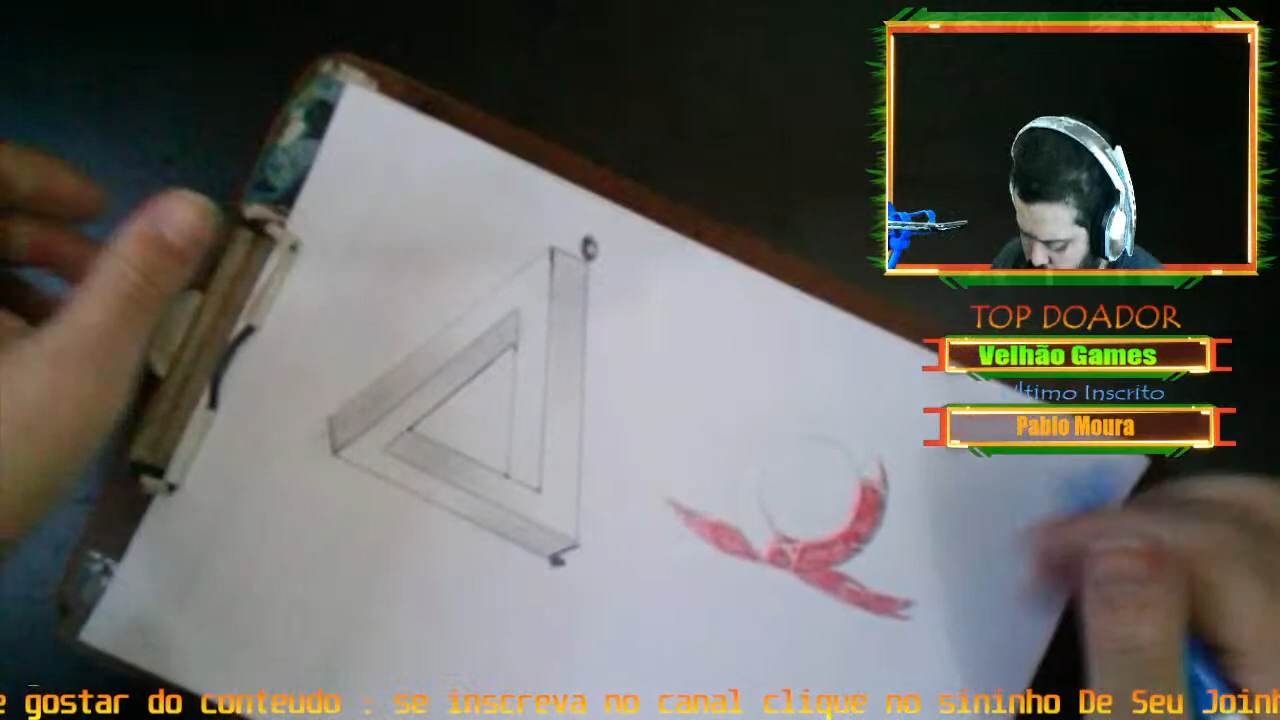 TOP DOADOR
Velhão Games
ltimo Inscrito
Pablo Moura
e gostar do conteudo : se inscreva no canal clique no sininho De Seu Joinh